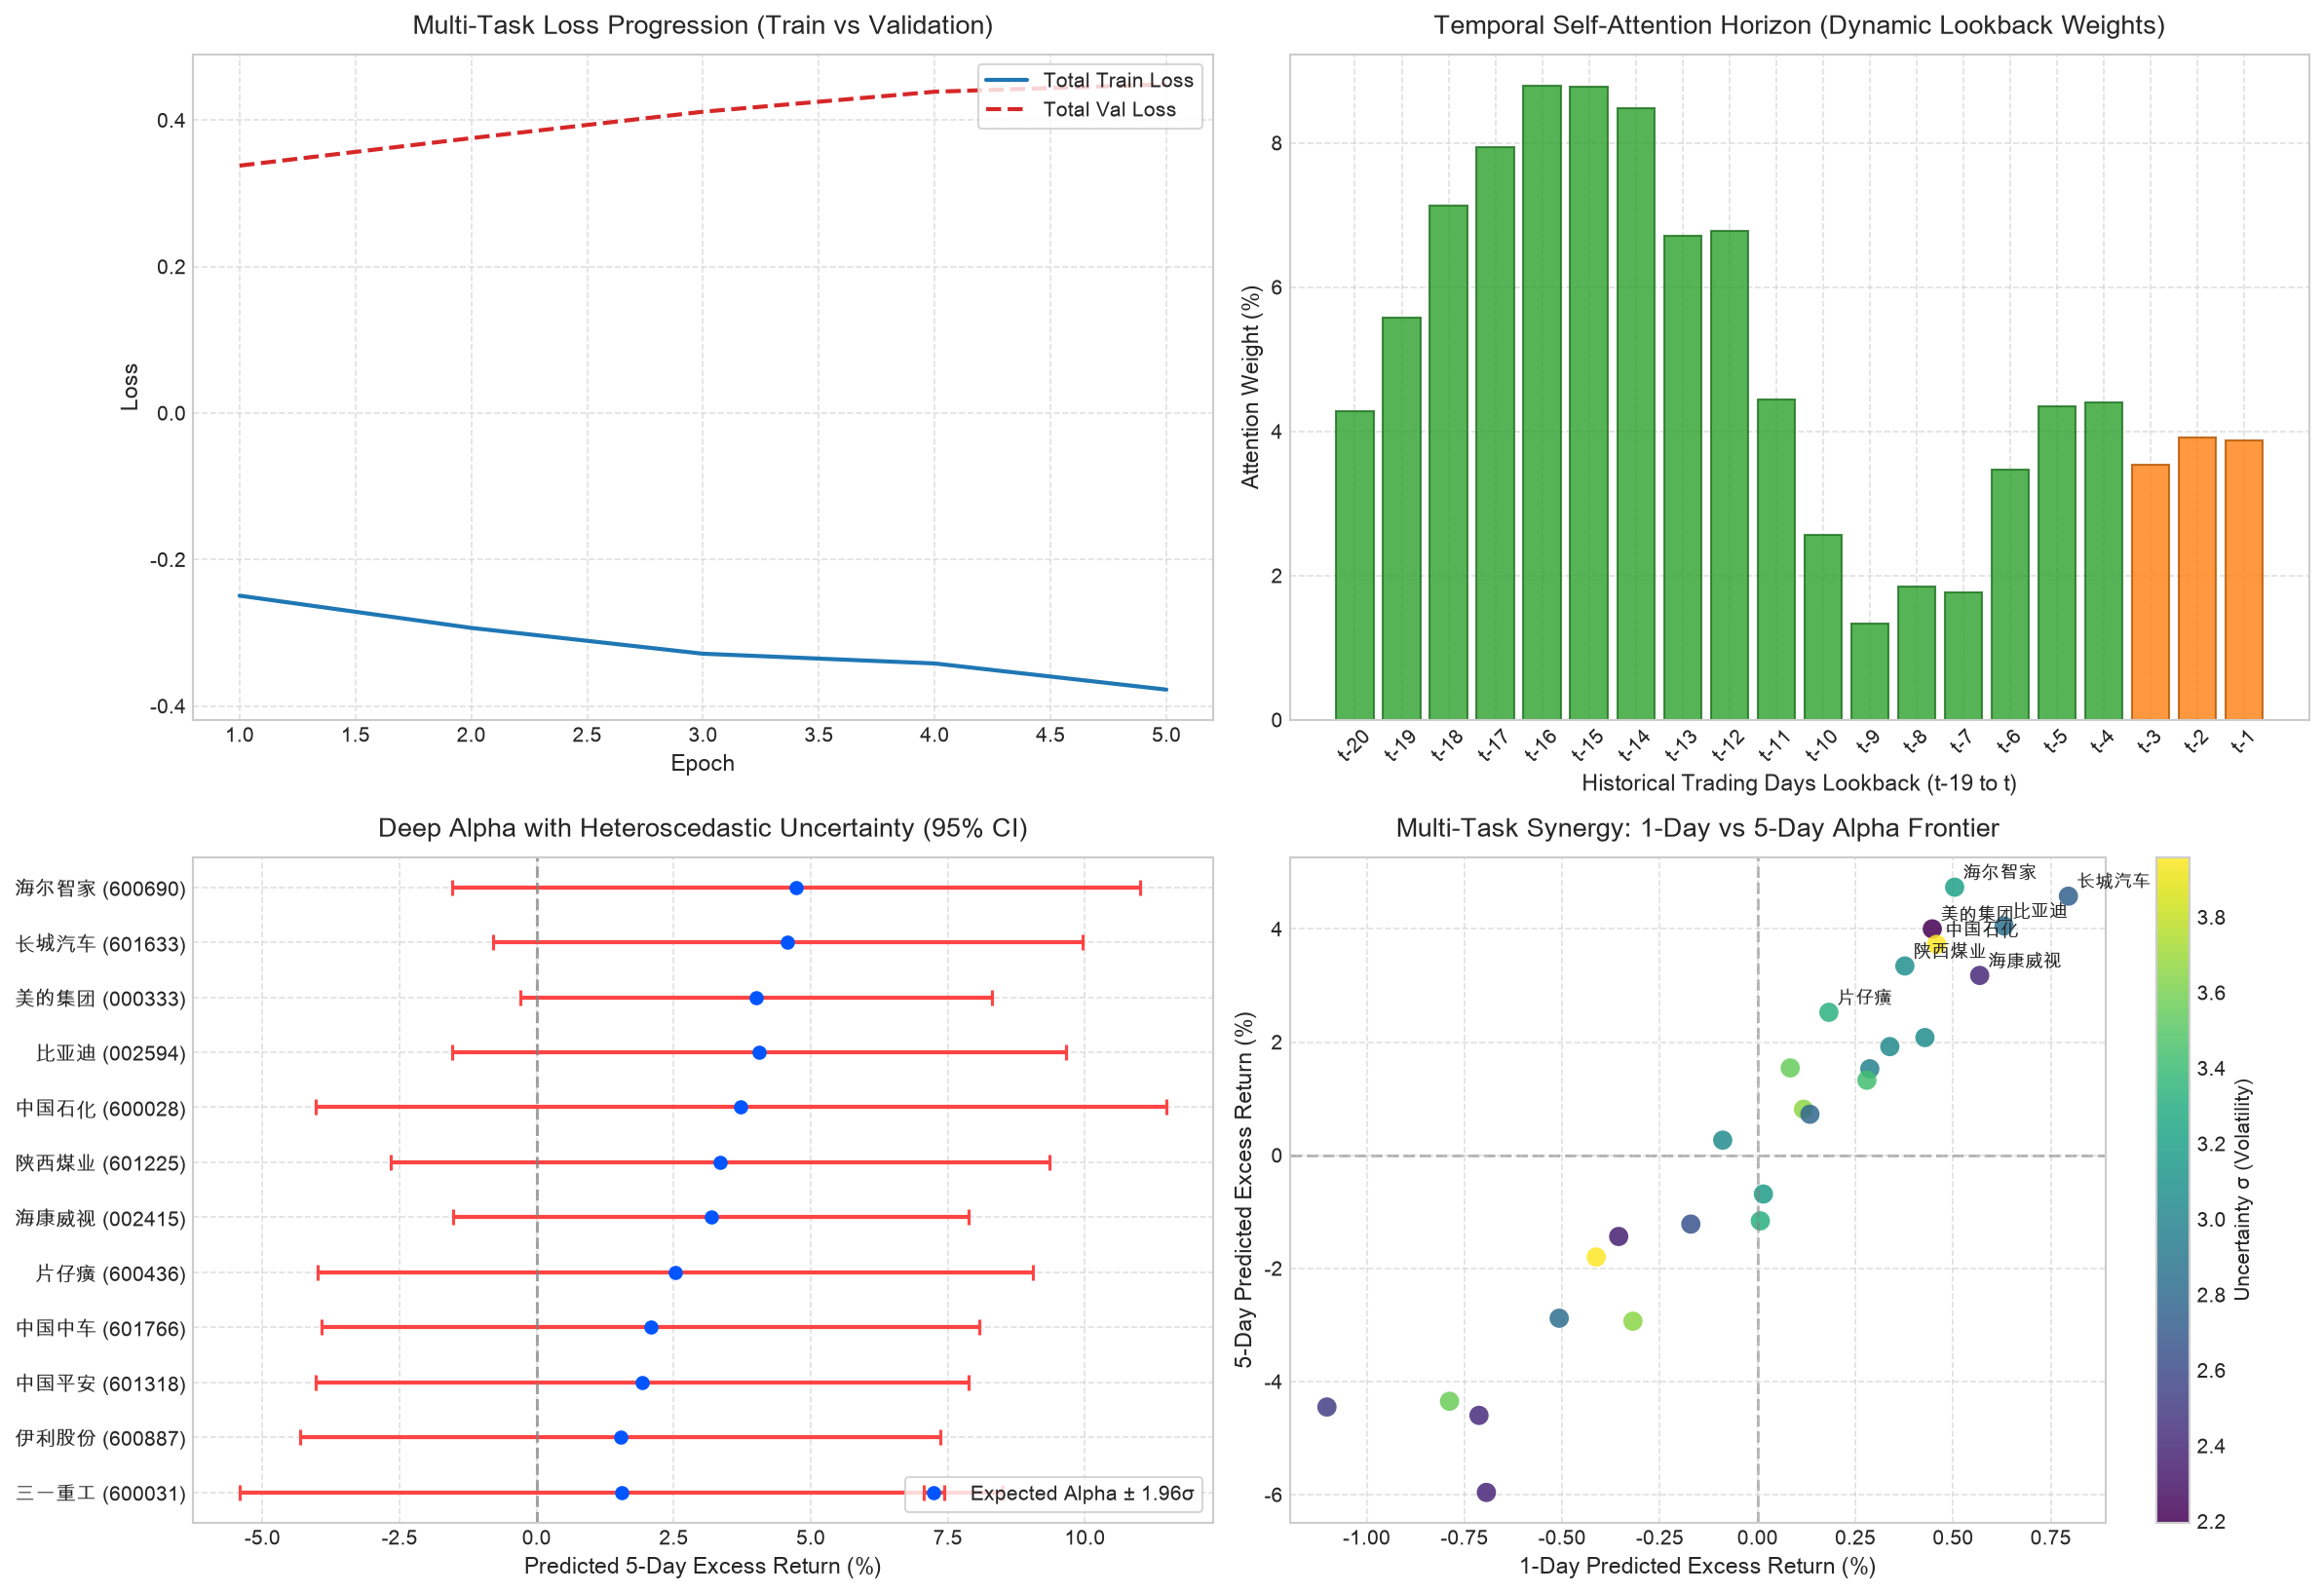 Multi-Task Loss Progression (Train vs Validation)
Total Train Loss
Total Val Loss
Loss
0.4
0.2
0.0
-0.2
-0.4
1.0 1.5 2.0 2.5 3.0 3.5 4.0 4.5 5.0
Epoch
Temporal Self-Attention Horizon (Dynamic Lookback Weights)
Attention Weight (%)
8
6
4
2
0
t-20 t-19 t-18 t-17 t-16 t-15 t-14 t-13 t-12 t-11 t-10 t-9 t-8 t-7 t-6 t-5 t-4 t-3 t-2 t-1
Historical Trading Days Lookback (t-19 to t)
Deep Alpha with Heteroscedastic Uncertainty (95% CI)
海尔智家 (600690)
长城汽车 (601633)
美的集团 (000333)
比亚迪 (002594)
中国石化 (600028)
陕西煤业 (601225)
海康威视 (002415)
片仔癀 (600436)
中国中车 (601766)
中国平安 (601318)
伊利股份 (600887)
三一重工 (600031)
Expected Alpha ± 1.96σ
-5.0 -2.5 0.0 2.5 5.0 7.5 10.0
Predicted 5-Day Excess Return (%)
Multi-Task Synergy: 1-Day vs 5-Day Alpha Frontier
5-Day Predicted Excess Return (%)
4
2
0
-2
-4
-6
海尔智家
长城汽车
美的集团
比亚迪
中国石化
陕西煤业
海康威视
片仔癀
-1.00 -0.75 -0.50 -0.25 0.00 0.25 0.50 0.75
1-Day Predicted Excess Return (%)
3.8
3.6
3.4
3.2
3.0
2.8
2.6
2.4
2.2
Uncertainty σ (Volatility)